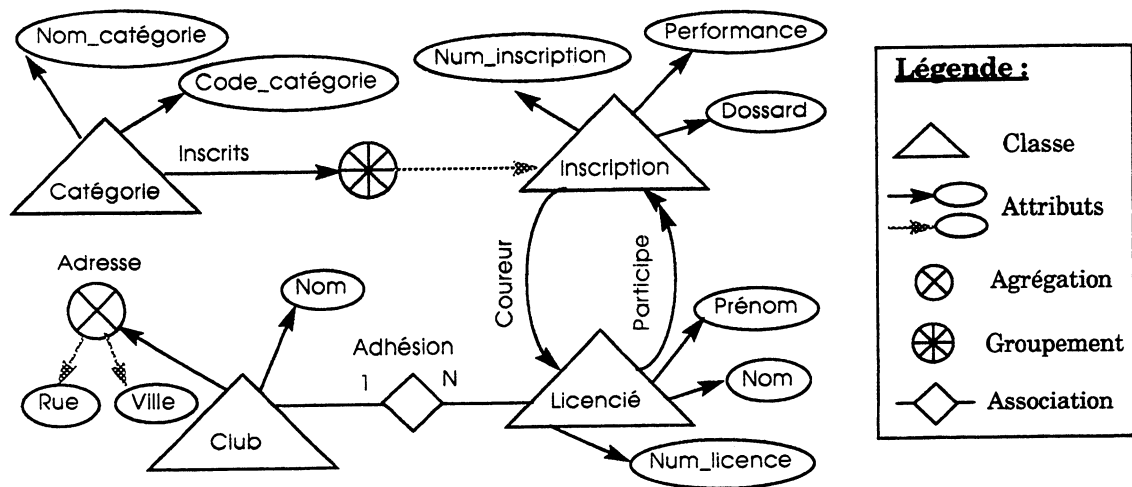 Nom_catégorie
Code_catégorie
Inscrits
Catégorie
Num_inscription
Performance
Dossard
Inscription
Coureur
Participe
Adresse
Rue
Ville
Nom
Club
Adhésion
1
N
Prénom
Nom
Licencié
Num_licence
Légende :
Classe
Attributs
Agrégation
Groupement
Association